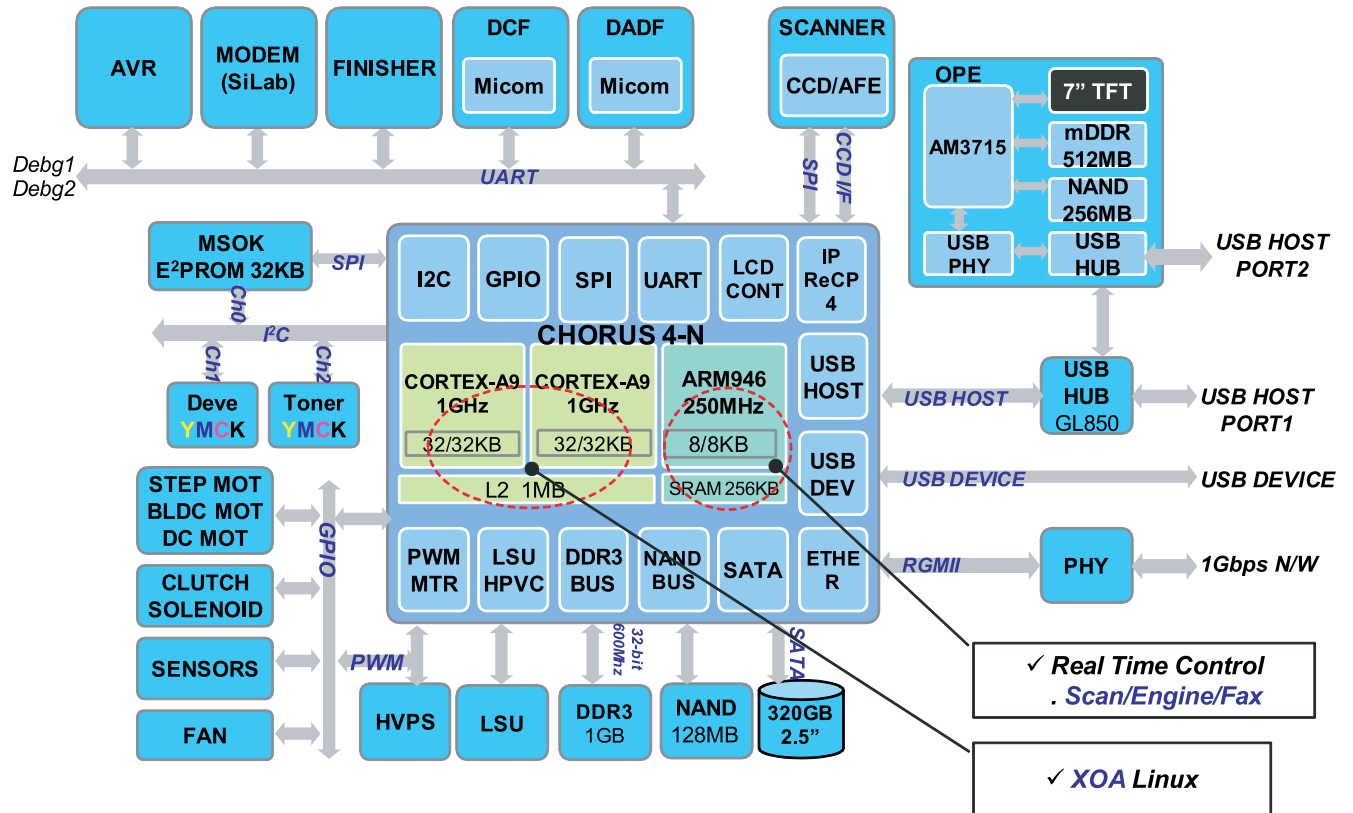 AVR
MODEM
(SiLab)
FINISHER
DCF
Micom
DADF
Micom
SCANNER
CCD/AFE
OPE
AM3715
7” TFT
mDDR
512MB
NAND
256MB
USB
PHY
USB
HUB
USB HOST
PORT2
Debg1
Debg2
UART
SPI
CCD I/F
MSOK
E²PROM 32KB
SPI
Ch0
I²C
Ch1
Ch2
Deve
YMCK
Toner
YMCK
I2C
GPIO
SPI
UART
LCD
CONT
IP
ReCP
4
CHORUS 4-N
CORTEX-A9
1GHz
32/32KB
CORTEX-A9
1GHz
32/32KB
ARM946
250MHz
8/8KB
L2 1MB
SRAM 256KB
USB
HOST
USB
DEV
USB HOST
USB
HUB
GL850
USB HOST
PORT1
USB DEVICE
USB DEVICE
STEP MOT
BLDC MOT
DC MOT
CLUTCH
SOLENOID
SENSORS
FAN
GPIO
PWM
MTR
LSU
HPVC
DDR3
BUS
NAND
BUS
SATA
ETHE
R
RGMII
PHY
1Gbps N/W
PWM
32-bit
600Mhz
SATA
HVPS
LSU
DDR3
1GB
NAND
128MB
320GB
2.5”
✓ Real Time Control
. Scan/Engine/Fax
✓ XOA Linux